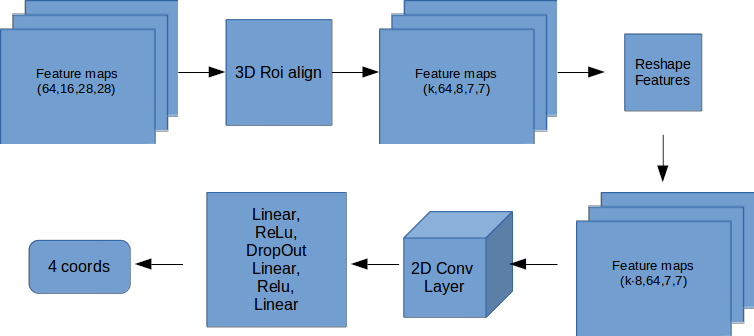 Feature maps
(64,16,28,28)
3D Roi align
Feature maps
(k,64,8,7,7)
Reshape
Features
Feature maps
(k·8,64,7,7)
2D Conv
Layer
Linear,
ReLu,
DropOut
Linear,
Relu,
Linear
4 coords